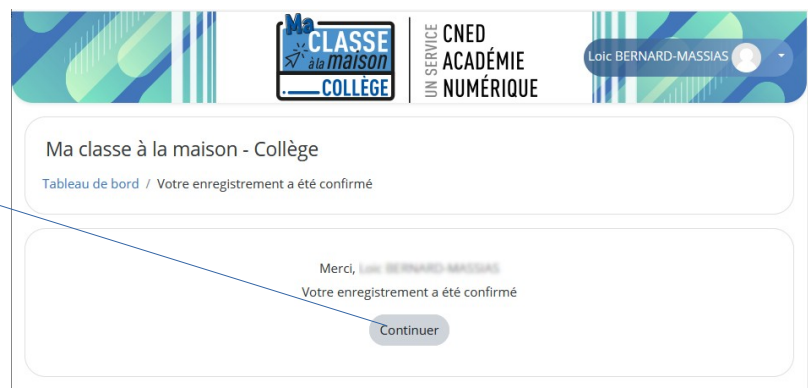 Ma
CLASSE
à la maison
COLLÈGE
UN SERVICE
CNED
ACADÉMIE
NUMÉRIQUE
Loic BERNARD-MASSIAS
Ma classe à la maison - Collège
Tableau de bord / Votre enregistrement a été confirmé
Merci,
Votre enregistrement a été confirmé
Continuer